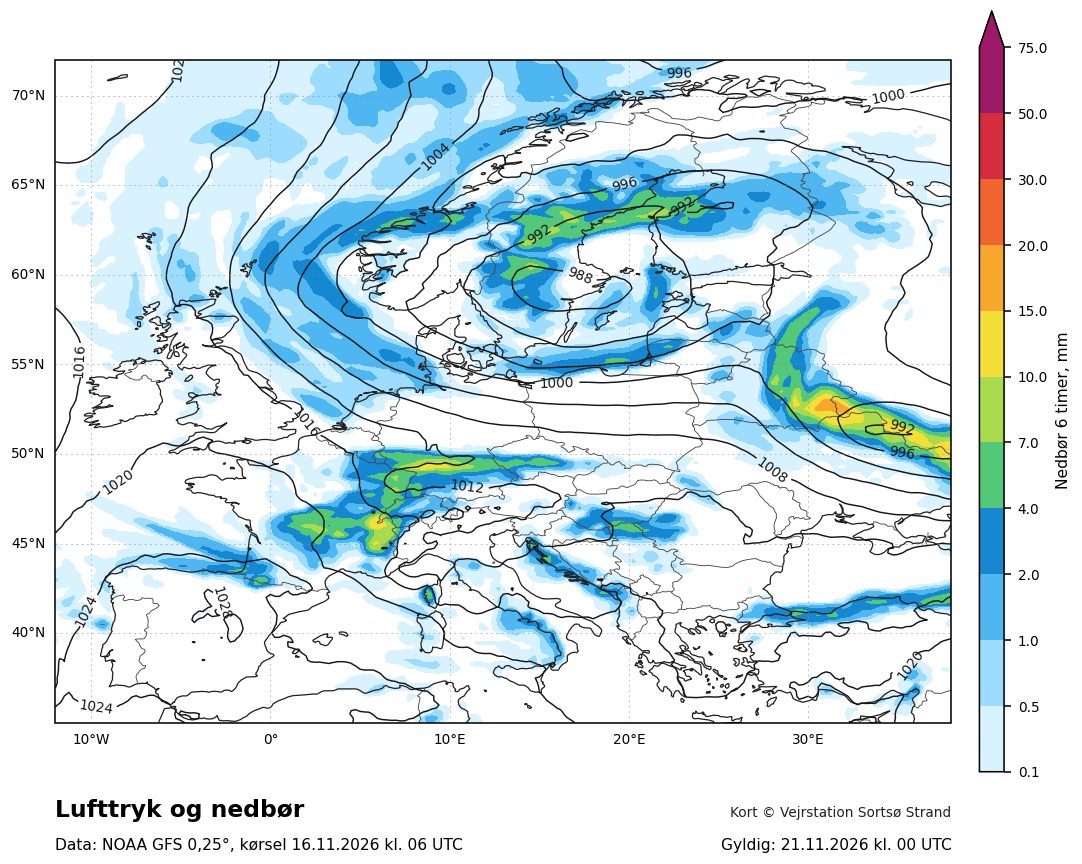 75.0
50.0
30.0
20.0
15.0
10.0
7.0
4.0
2.0
1.0
0.5
0.1
Nedbør 6 timer, mm
70°N
65°N
60°N
55°N
50°N
45°N
40°N
10°W
0°
10°E
20°E
30°E
102
996
1000
1004
996
992
992
988
1016
1000
1016
992
996
1008
1020
1012
1024
1028
1020
1024
Lufttryk og nedbør
Kort © Vejrstation Sortsø Strand
Data: NOAA GFS 0,25°, kørsel 16.11.2026 kl. 06 UTC
Gyldig: 21.11.2026 kl. 00 UTC